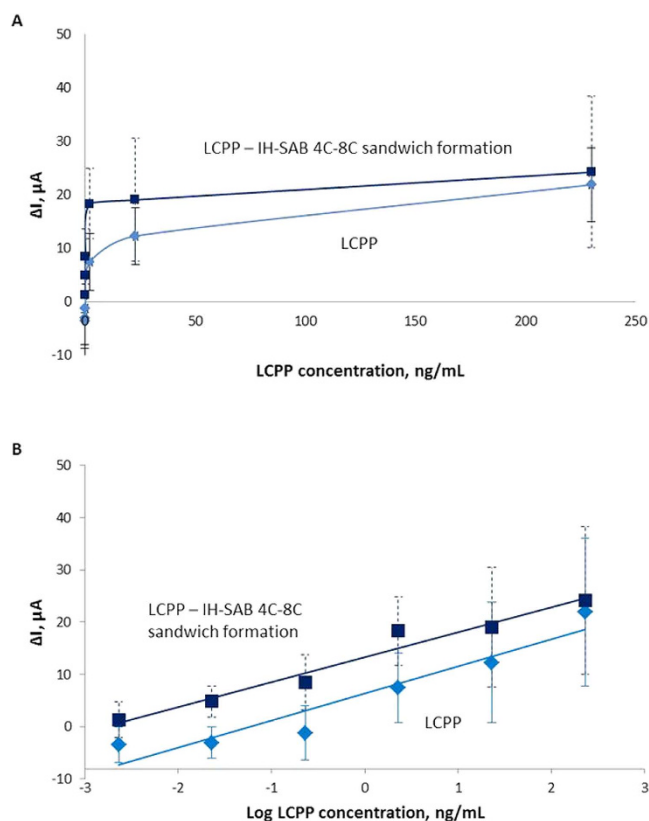 A
50
40
30
20
10
0
-10
ΔI, µA
LCPP – IH-SAB 4C-8C sandwich formation
LCPP
0
50
100
150
200
250
LCPP concentration, ng/mL
B
50
40
30
20
10
0
-10
ΔI, µA
LCPP – IH-SAB 4C-8C
sandwich formation
LCPP
-3
-2
-1
0
1
2
3
Log LCPP concentration, ng/mL